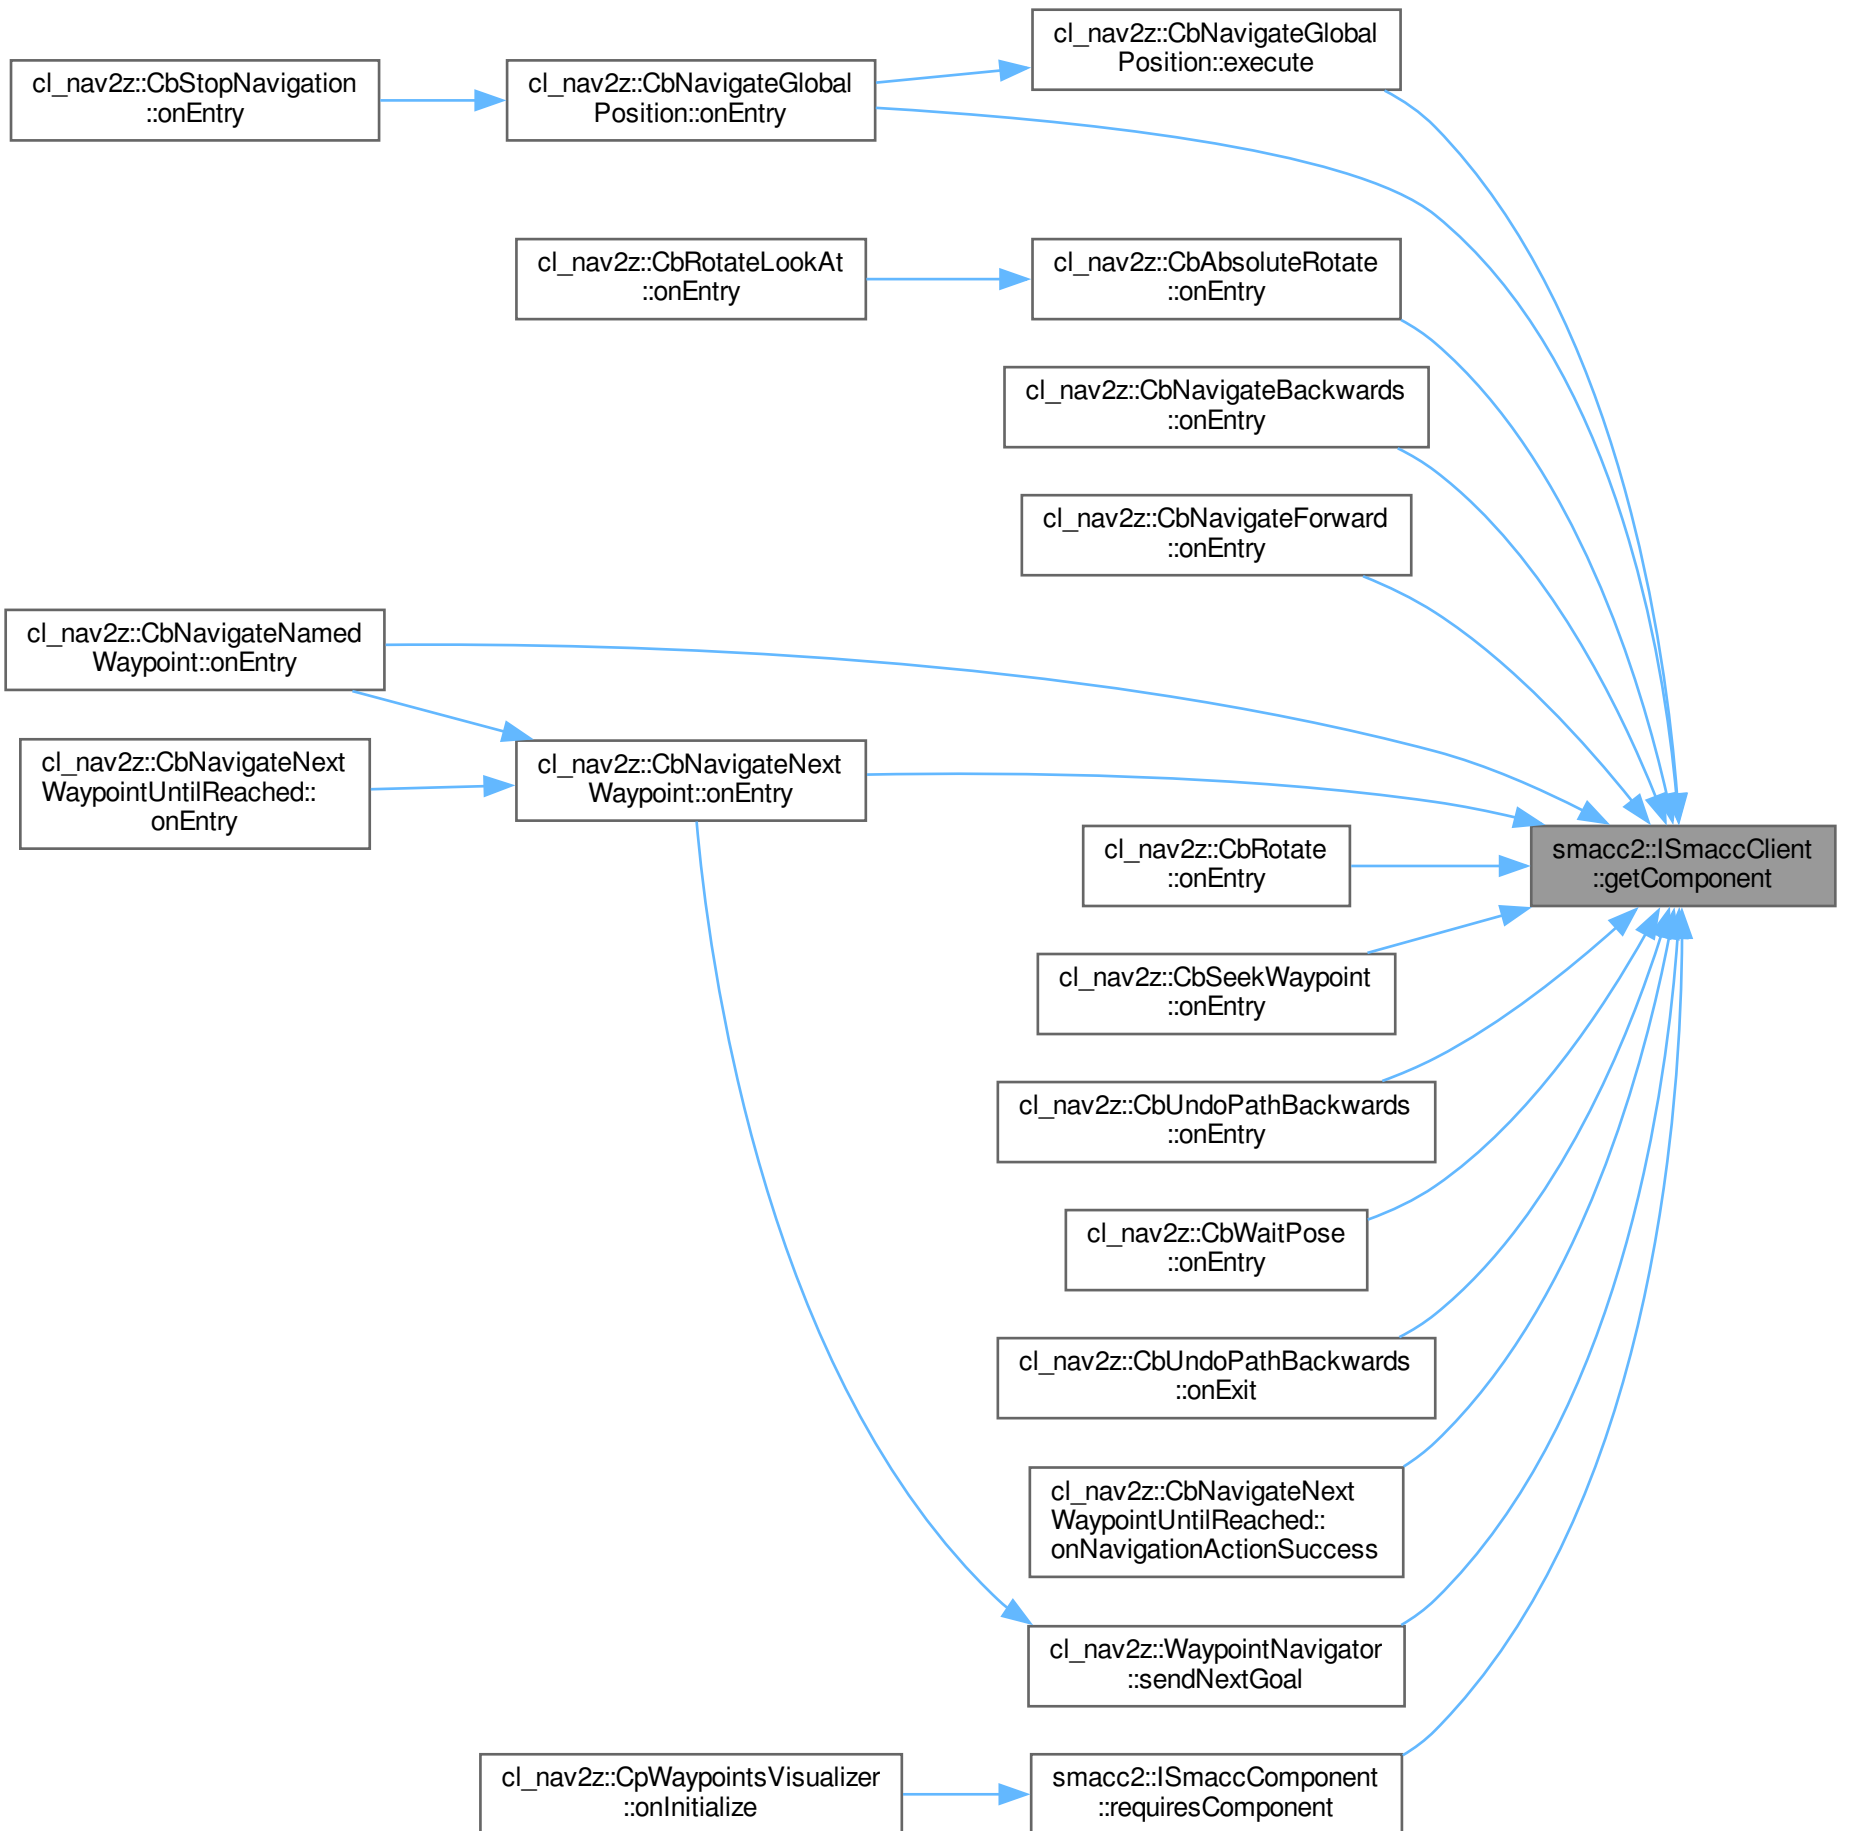 cl_nav2z::CbNavigateGlobal
Position::execute
cl_nav2z::CbStopNavigation
::onEntry
cl_nav2z::CbNavigateGlobal
Position::onEntry
cl_nav2z::CbRotateLookAt
::onEntry
cl_nav2z::CbAbsoluteRotate
::onEntry
cl_nav2z::CbNavigateBackwards
::onEntry
cl_nav2z::CbNavigateForward
::onEntry
cl_nav2z::CbNavigateNamed
Waypoint::onEntry
cl_nav2z::CbNavigateNext
WaypointUntilReached::
onEntry
cl_nav2z::CbNavigateNext
Waypoint::onEntry
cl_nav2z::CbRotate
::onEntry
smacc2::ISmaccClient
::getComponent
cl_nav2z::CbSeekWaypoint
::onEntry
cl_nav2z::CbUndoPathBackwards
::onEntry
cl_nav2z::CbWaitPose
::onEntry
cl_nav2z::CbUndoPathBackwards
::onExit
cl_nav2z::CbNavigateNext
WaypointUntilReached::
onNavigationActionSuccess
cl_nav2z::WaypointNavigator
::sendNextGoal
cl_nav2z::CpWaypointsVisualizer
::onInitialize
smacc2::ISmaccComponent
::requiresComponent